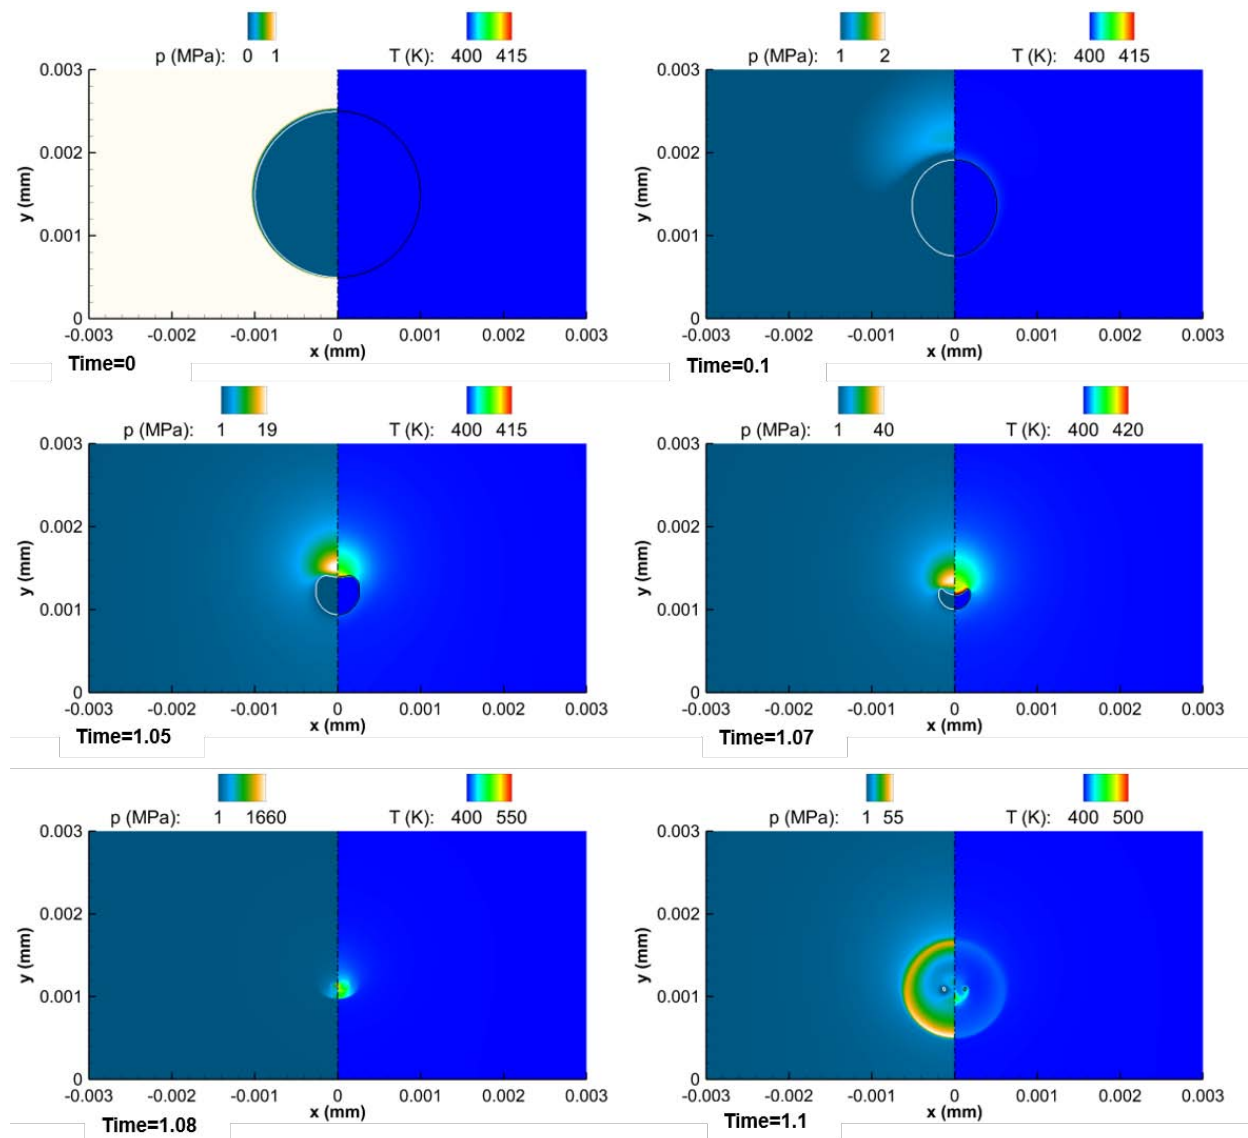 p (MPa): 0 1 T (K): 400 415
0.003
0.002
y (mm)
0.001
0
-0.003 -0.002 -0.001 0 0.001 0.002 0.003
x (mm)
Time=0
p (MPa): 1 2 T (K): 400 415
0.003
0.002
y (mm)
0.001
0
-0.003 -0.002 -0.001 0 0.001 0.002 0.003
x (mm)
Time=0.1
p (MPa): 1 19 T (K): 400 415
0.003
0.002
y (mm)
0.001
0
-0.003 -0.002 -0.001 0 0.001 0.002 0.003
x (mm)
Time=1.05
p (MPa): 1 40 T (K): 400 420
0.003
0.002
y (mm)
0.001
0
-0.003 -0.002 -0.001 0 0.001 0.002 0.003
x (mm)
Time=1.07
p (MPa): 1 1660 T (K): 400 550
0.003
0.002
y (mm)
0.001
0
-0.003 -0.002 -0.001 0 0.001 0.002 0.003
x (mm)
Time=1.08
p (MPa): 1 55 T (K): 400 500
0.003
0.002
y (mm)
0.001
0
-0.003 -0.002 -0.001 0 0.001 0.002 0.003
x (mm)
Time=1.1